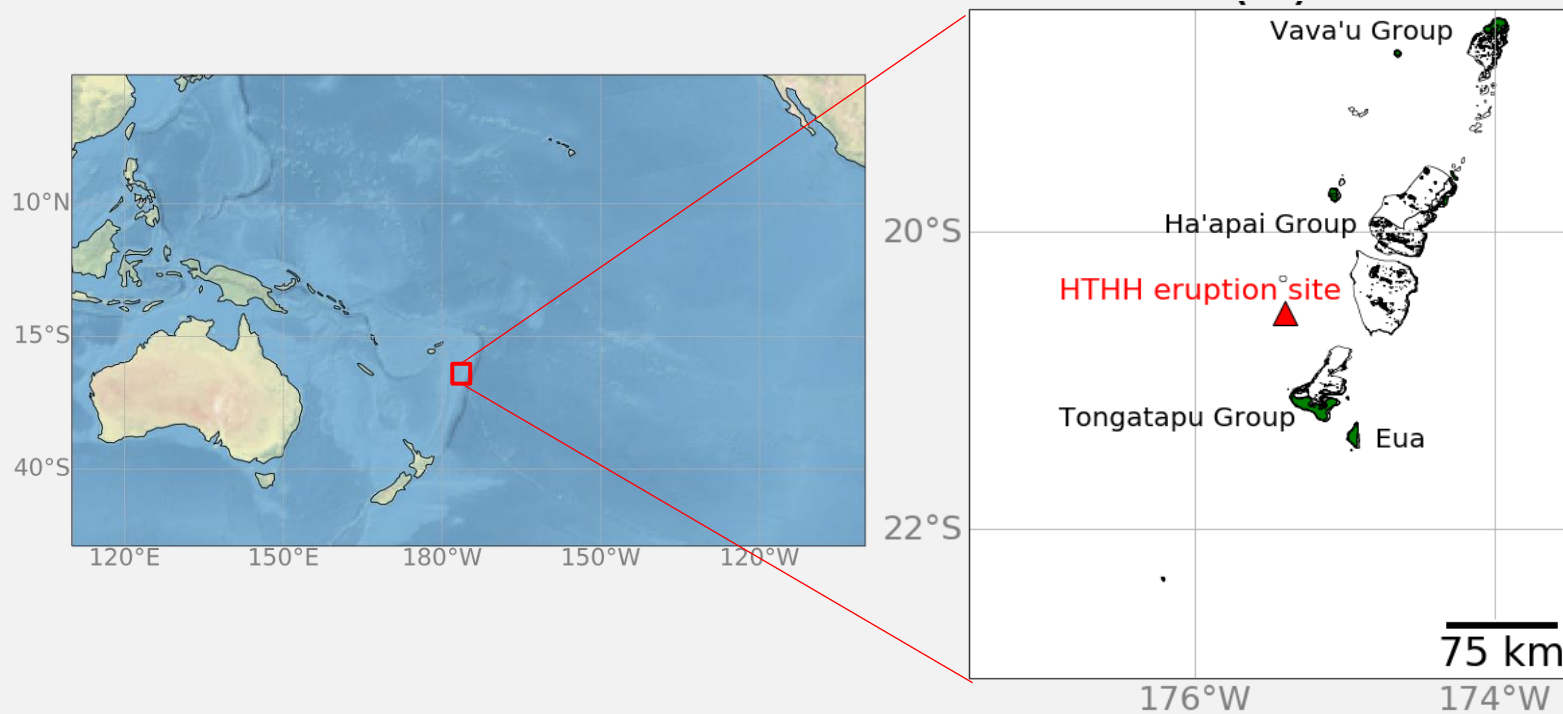 10°N
15°S
40°S
120°E 150°E 180°W 150°W 120°W
Vava'u Group
Ha'apai Group
20°S
HTHH eruption site
Tongatapu Group
Eua
22°S
75 km
176°W 174°W